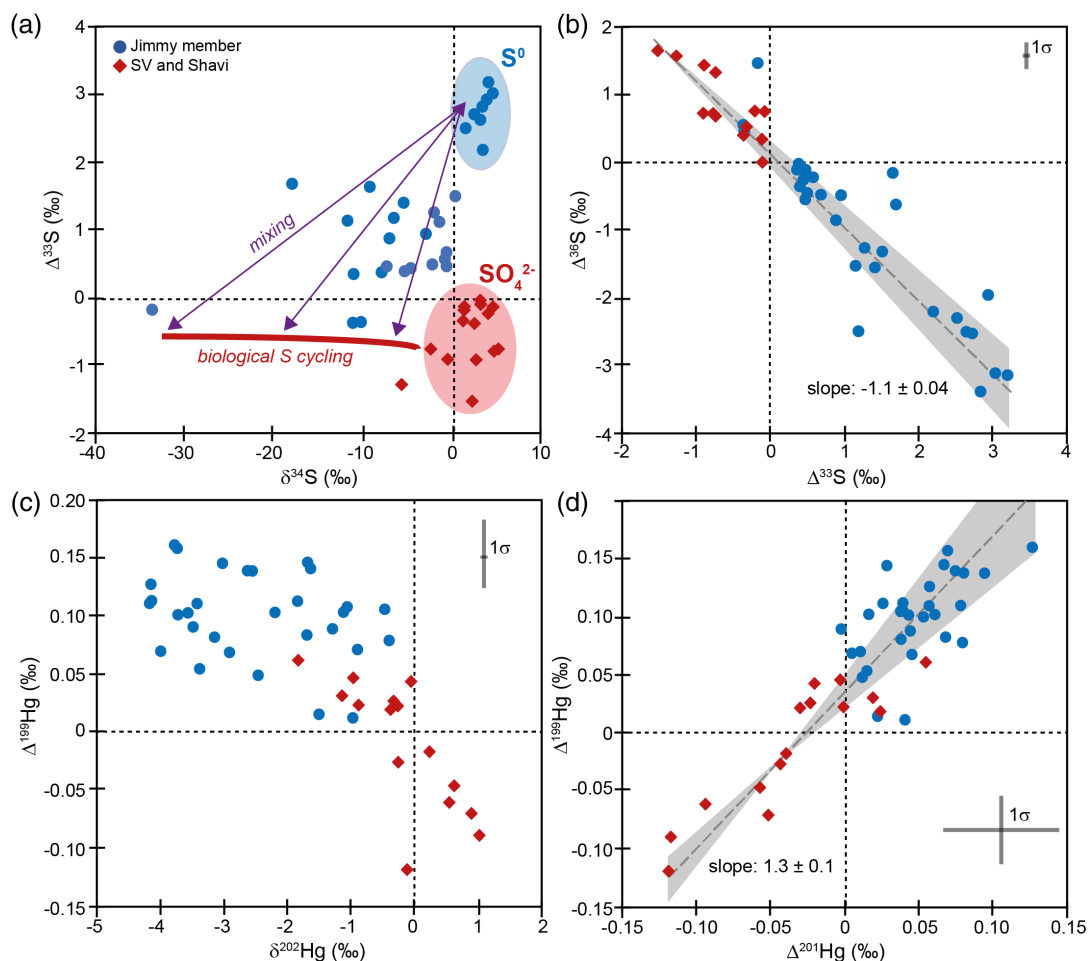 (a)
Jimmy member
SV and Shavi
S⁰
mixing
SO₄²⁻
biological S cycling
4
3
2
1
0
-1
-2
-40 -30 -20 -10 0 10
Δ³³S (‰)
δ³⁴S (‰)
(b)
1σ
slope: -1.1 ± 0.04
2
1
0
-1
-2
-3
-4
-2 -1 0 1 2 3 4
Δ³⁶S (‰)
Δ³³S (‰)
(c)
1σ
0.20
0.15
0.10
0.05
0
-0.05
-0.10
-0.15
-5 -4 -3 -2 -1 0 1 2
Δ¹⁹⁹Hg (‰)
δ²⁰²Hg (‰)
(d)
1σ
1σ
slope: 1.3 ± 0.1
0.15
0.10
0.05
0
-0.05
-0.10
-0.15
-0.15 -0.10 -0.05 0 0.05 0.10 0.15
Δ¹⁹⁹Hg (‰)
Δ²⁰¹Hg (‰)